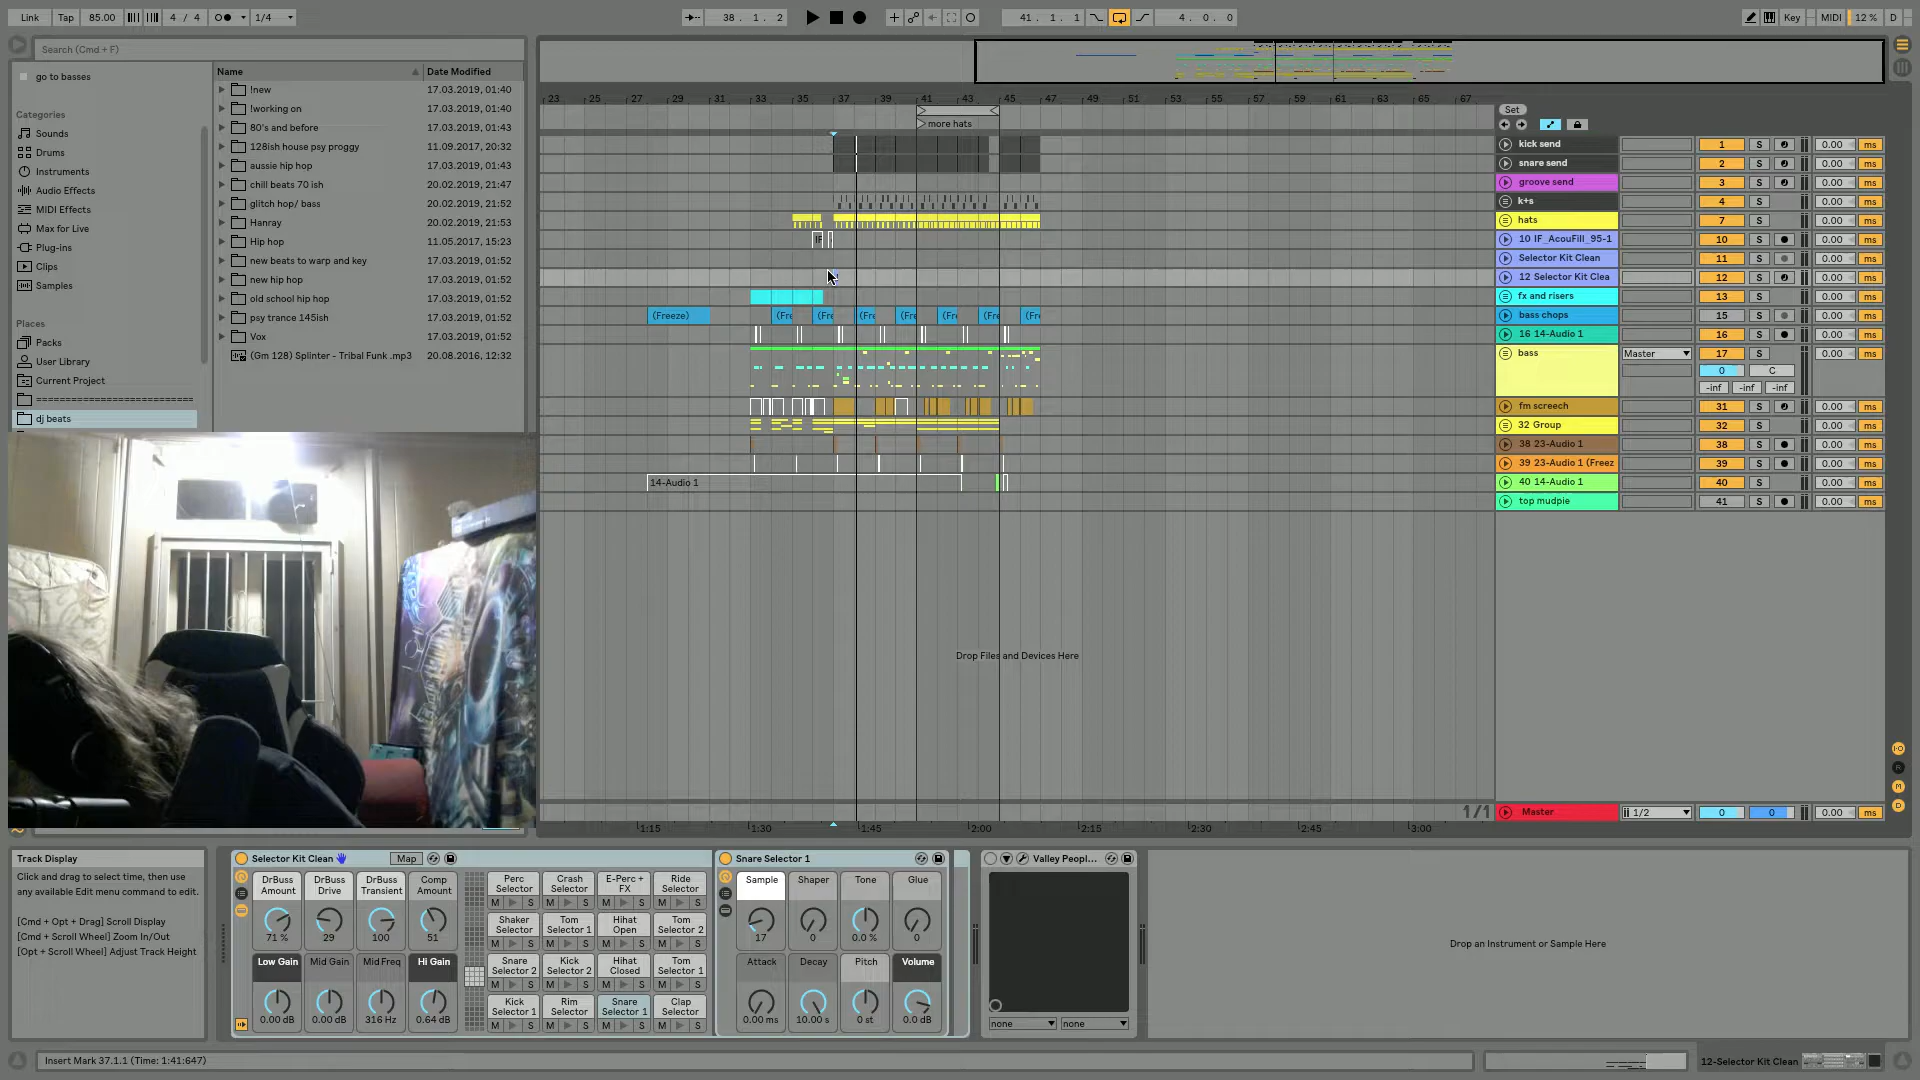 Link Tap 85.00 4 / 4 1/4 38 . 1 . 2 41 . 1 . 1 4 . 0 . 0 Key MIDI 12 % D
Search (Cmd + F)
go to basses
Categories
Sounds
Drums
Instruments
Audio Effects
MIDI Effects
Max for Live
Plug-ins
Clips
Samples
Places
Packs
User Library
Current Project
===========================
dj beats
Name Date Modified
!new 17.03.2019, 01:40
!working on 17.03.2019, 01:40
80's and before 17.03.2019, 01:43
128ish house psy proggy 11.09.2017, 20:32
aussie hip hop 17.03.2019, 01:43
chill beats 70 ish 20.02.2019, 21:47
glitch hop/ bass 20.02.2019, 21:52
Hanray 20.02.2019, 21:53
Hip hop 11.05.2017, 15:23
new beats to warp and key 17.03.2019, 01:52
new hip hop 17.03.2019, 01:52
old school hip hop 17.03.2019, 01:52
psy trance 145ish 17.03.2019, 01:52
Vox 17.03.2019, 01:52
(Gm 128) Splinter - Tribal Funk .mp3 20.08.2016, 12:32
23 25 27 29 31 33 35 37 39 41 43 45 47 49 51 53 55 57 59 61 63 65 67
more hats
(Freeze) (Fre (Fre (Fre (Fre (Fre (Fre (Fre
14-Audio 1
Drop Files and Devices Here
1/1
1:15 1:30 1:45 2:00 2:15 2:30 2:45 3:00
Set
kick send 1 S 0.00 ms
snare send 2 S 0.00 ms
groove send 3 S 0.00 ms
k+s 4 S 0.00 ms
hats 7 S 0.00 ms
10 IF_AcouFill_95-1 10 S 0.00 ms
Selector Kit Clean 11 S 0.00 ms
12 Selector Kit Clea 12 S 0.00 ms
fx and risers 13 S 0.00 ms
bass chops 15 S 0.00 ms
16 14-Audio 1 16 S 0.00 ms
bass Master 17 S 0.00 ms
0 C
-inf -inf -inf
fm screech 31 S 0.00 ms
32 Group 32 S 0.00 ms
38 23-Audio 1 38 S 0.00 ms
39 23-Audio 1 (Freez 39 S 0.00 ms
40 14-Audio 1 40 S 0.00 ms
top mudpie 41 S 0.00 ms
Master 1/2 0 0 0.00 ms
Track Display
Click and drag to select time, then use
any available Edit menu command to edit.
[Cmd + Opt + Drag] Scroll Display
[Cmd + Scroll Wheel] Zoom In/Out
[Opt + Scroll Wheel] Adjust Track Height
Selector Kit Clean Map
DrBuss Amount DrBuss Drive DrBuss Transient Comp Amount
71 % 29 100 51
Low Gain Mid Gain Mid Freq Hi Gain
0.00 dB 0.00 dB 316 Hz 0.64 dB
Perc Selector Crash Selector E-Perc + FX Ride Selector
M S M S M S M S
Shaker Selector Tom Selector 1 Hihat Open Tom Selector 2
M S M S M S M S
Snare Selector 2 Kick Selector 2 Hihat Closed Tom Selector 1
M S M S M S M S
Kick Selector 1 Rim Selector Snare Selector 1 Clap Selector
M S M S M S M S
Snare Selector 1
Sample Shaper Tone Glue
17 0 0.0 % 0
Attack Decay Pitch Volume
0.00 ms 10.00 s 0 st 0.0 dB
Valley Peopl...
none none
Drop an Instrument or Sample Here
Insert Mark 37.1.1 (Time: 1:41:647)
12-Selector Kit Clean